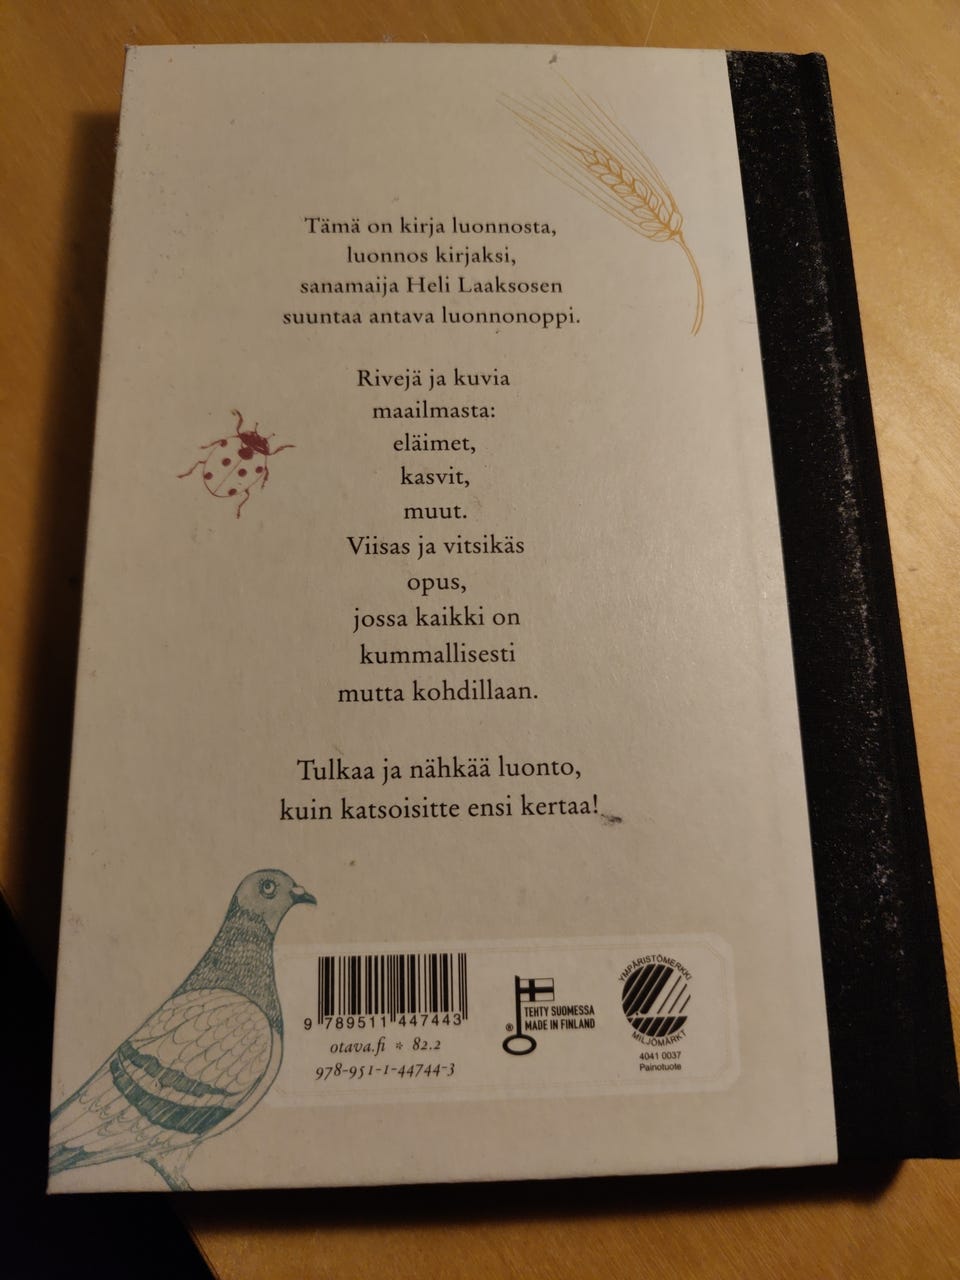 Tämä on kirja luonnosta,
luonnos kirjaksi,
sanamaija Heli Laaksosen
suuntaa antava luonnonoppi.
Rivejä ja kuvia
maailmasta:
eläimet,
kasvit,
muut.
Viisas ja vitsikäs
opus,
jossa kaikki on
kummallisesti
mutta kohdillaan.
Tulkaa ja nähkää luonto,
kuin katsoisitte ensi kertaa!
9 789511 447443
otava.fi * 82.2
978-951-1-44744-3
®
TEHTY SUOMESSA
MADE IN FINLAND
YMPÄRISTÖMERKKI
MILJÖMÄRKT
4041 0037
Painotuote